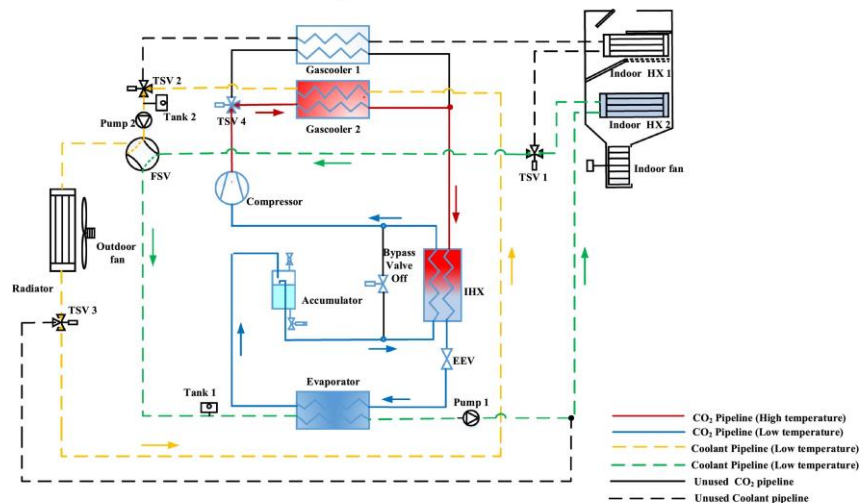 Gascooler 1
Indoor HX 1
TSV 2
Tank 2
Pump 2
TSV 4
Gascooler 2
Indoor HX 2
FSV
TSV 1
Indoor fan
Compressor
Outdoor
fan
Radiator
Bypass
Valve
Off
Accumulator
IHX
TSV 3
EEV
Evaporator
Tank 1
Pump 1
CO₂ Pipeline (High temperature)
CO₂ Pipeline (Low temperature)
Coolant Pipeline (Low temperature)
Coolant Pipeline (Low temperature)
Unused CO₂ pipeline
Unused Coolant pipeline